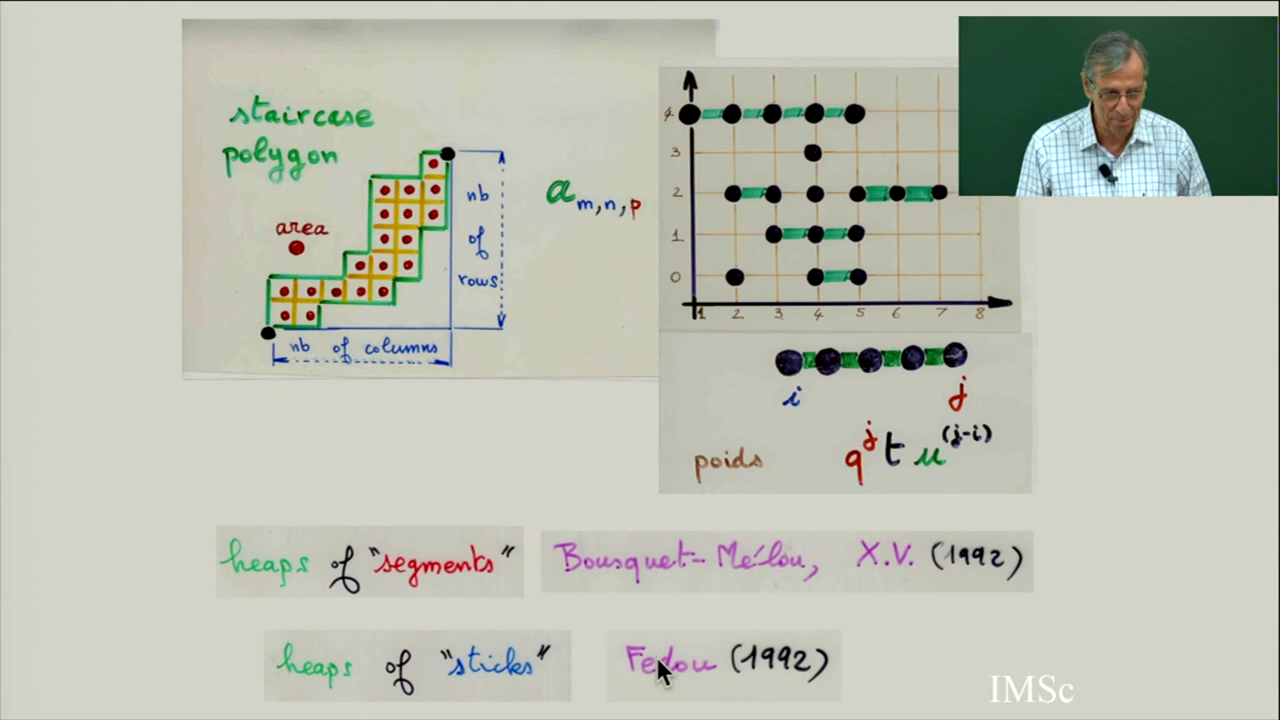 staircase
polygon
area
nb
of
rows
nb of columns
a m,n,p
4
3
2
1
0
1 2 3 4 5 6 7 8
i j
poids q^j t u^(j-i)
heaps of "segments" Bousquet-Mélou, X.V. (1992)
heaps of "sticks" Fedou (1992)
IMSc